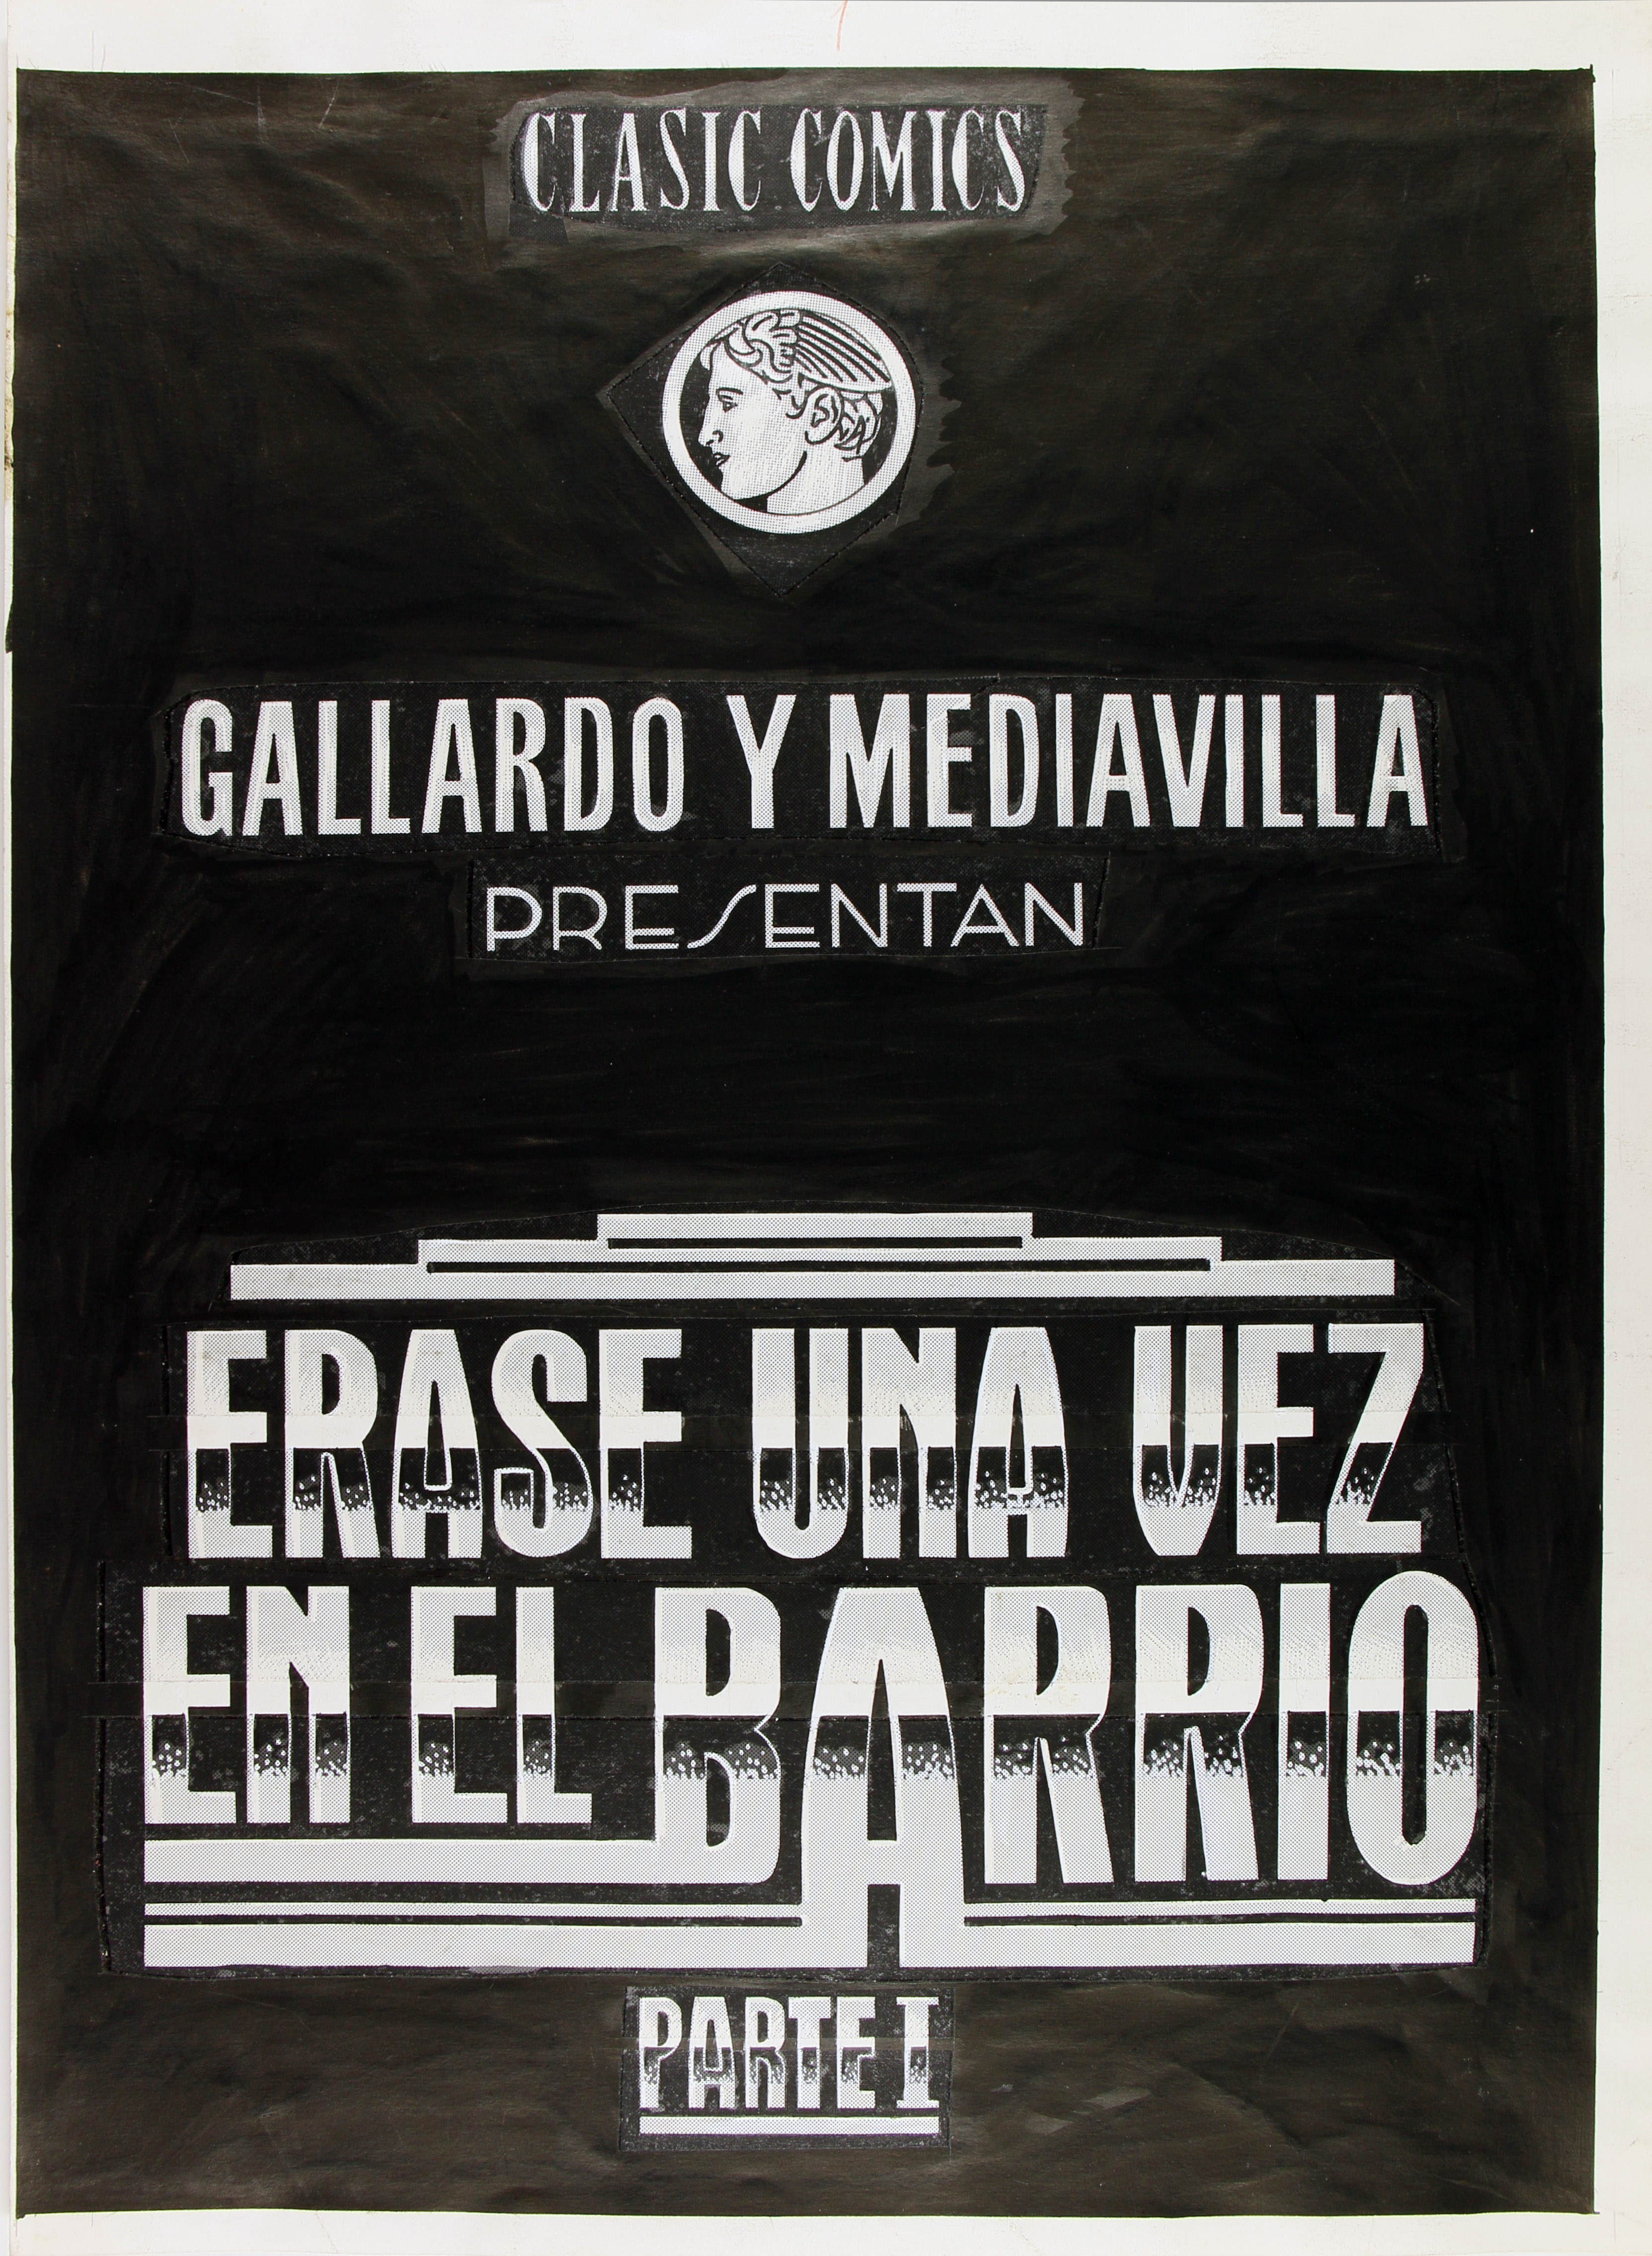 CLASIC COMICS
GALLARDO Y MEDIAVILLA
PRESENTAN
ERASE UNA VEZ
EN EL BARRIO
PARTE I